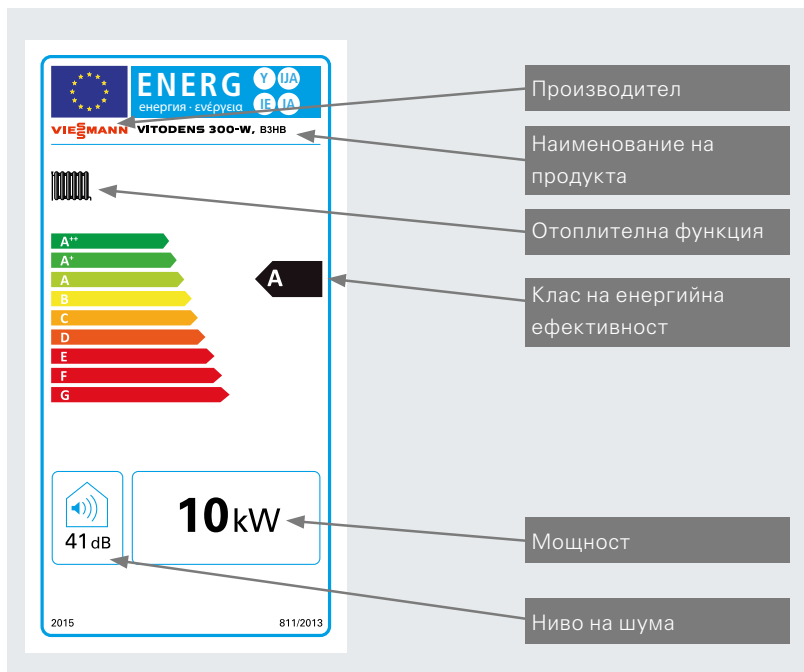 ENERG Y IJA
енергия · ενέργεια IE IA
VIESSMANN VITODENS 300-W, B3HB
A++
A+
A
B
C
D
E
F
G
A
41 dB
10 kW
2015 811/2013
Производител
Наименование на
продукта
Отоплителна функция
Клас на енергийна
ефективност
Мощност
Ниво на шума